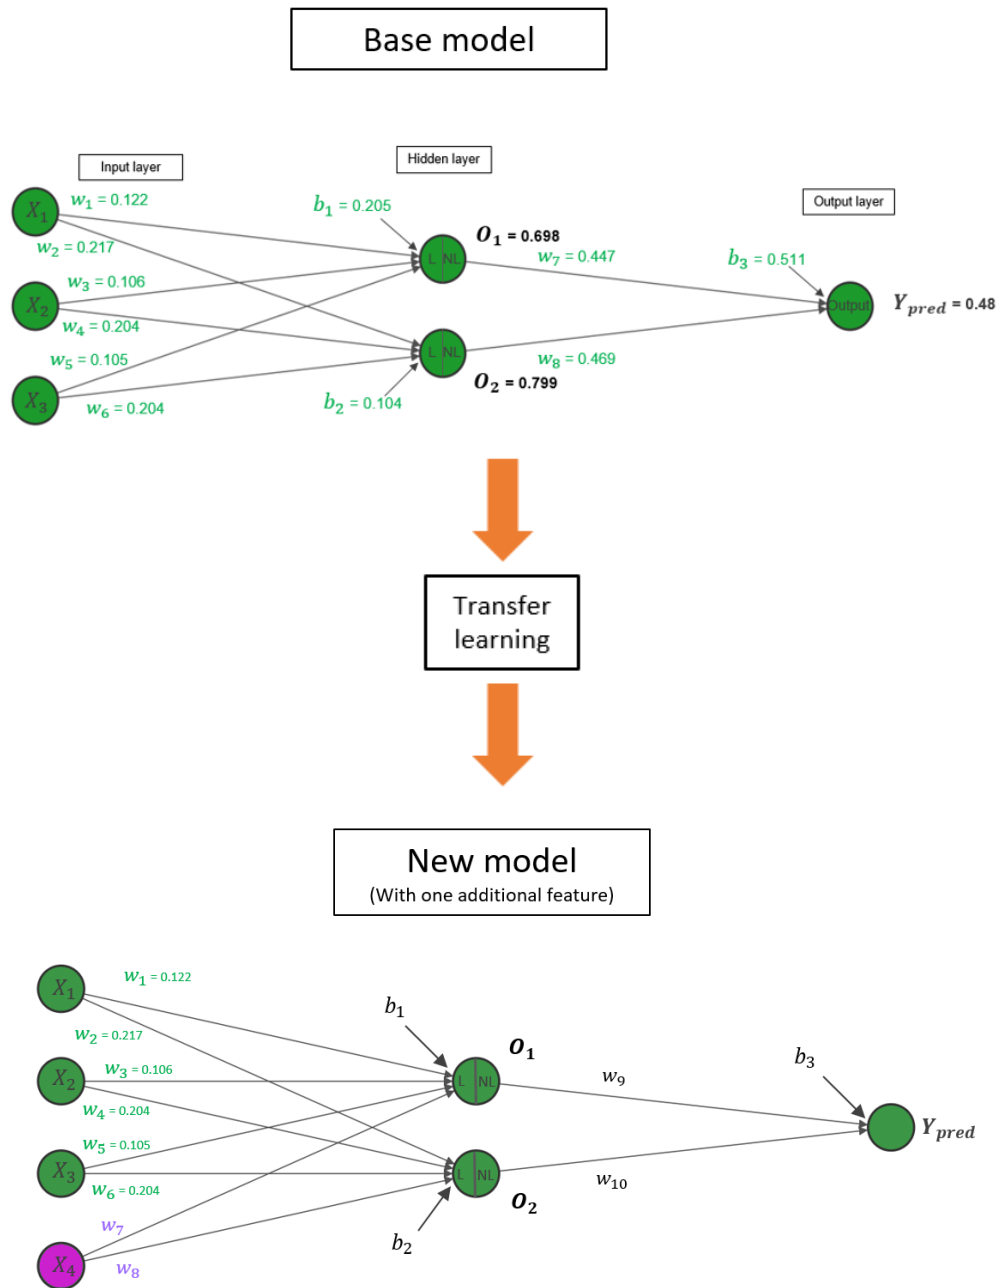 Base model
Input layer
Hidden layer
Output layer
X₁
w₁ = 0.122
w₂ = 0.217
X₂
w₃ = 0.106
w₄ = 0.204
X₃
w₅ = 0.105
w₆ = 0.204
b₁ = 0.205
L NL
O₁ = 0.698
w₇ = 0.447
L NL
O₂ = 0.799
b₂ = 0.104
w₈ = 0.469
b₃ = 0.511
Output
Y_pred = 0.48
Transfer
learning
New model
(With one additional feature)
X₁
w₁ = 0.122
w₂ = 0.217
X₂
w₃ = 0.106
w₄ = 0.204
X₃
w₅ = 0.105
w₆ = 0.204
X₄
w₇
w₈
b₁
L NL
O₁
w₉
L NL
O₂
b₂
w₁₀
b₃
Y_pred